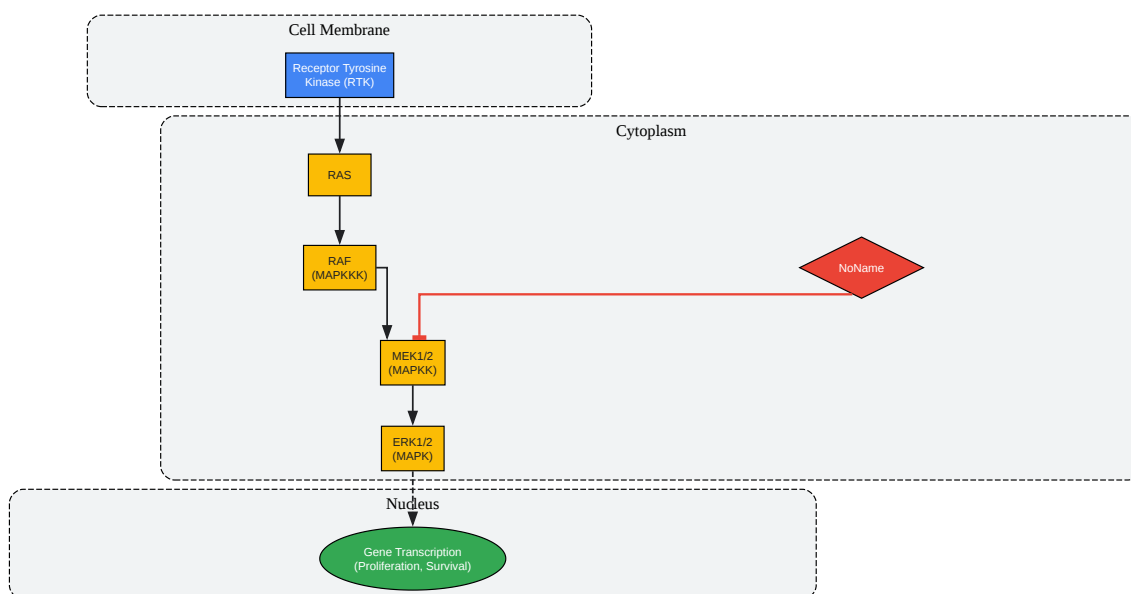 Cell Membrane
Receptor Tyrosine
Kinase (RTK)
Cytoplasm
RAS
RAF
(MAPKKK)
NoName
MEK1/2
(MAPKK)
ERK1/2
(MAPK)
Nucleus
Gene Transcription
(Proliferation, Survival)